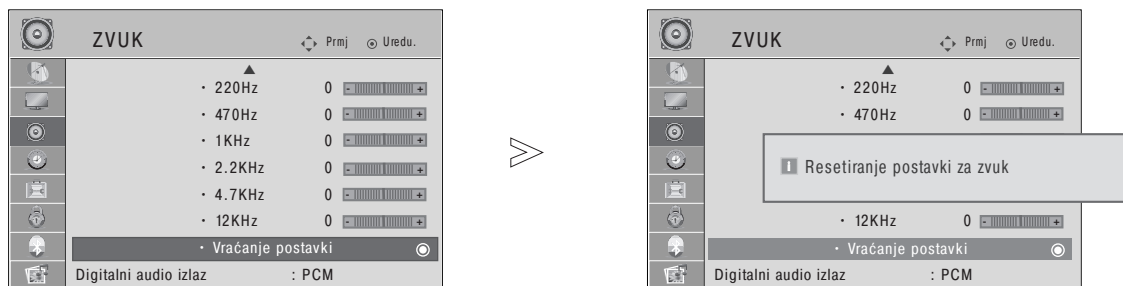 ZVUK Prmj Uredu.
• 220Hz 0 - +
• 470Hz 0 - +
• 1KHz 0 - +
• 2.2KHz 0 - +
• 4.7KHz 0 - +
• 12KHz 0 - +
• Vraćanje postavki
Digitalni audio izlaz : PCM
>
ZVUK Prmj Uredu.
• 220Hz 0 - +
• 470Hz 0 - +
Resetiranje postavki za zvuk
• 12KHz 0 - +
• Vraćanje postavki
Digitalni audio izlaz : PCM